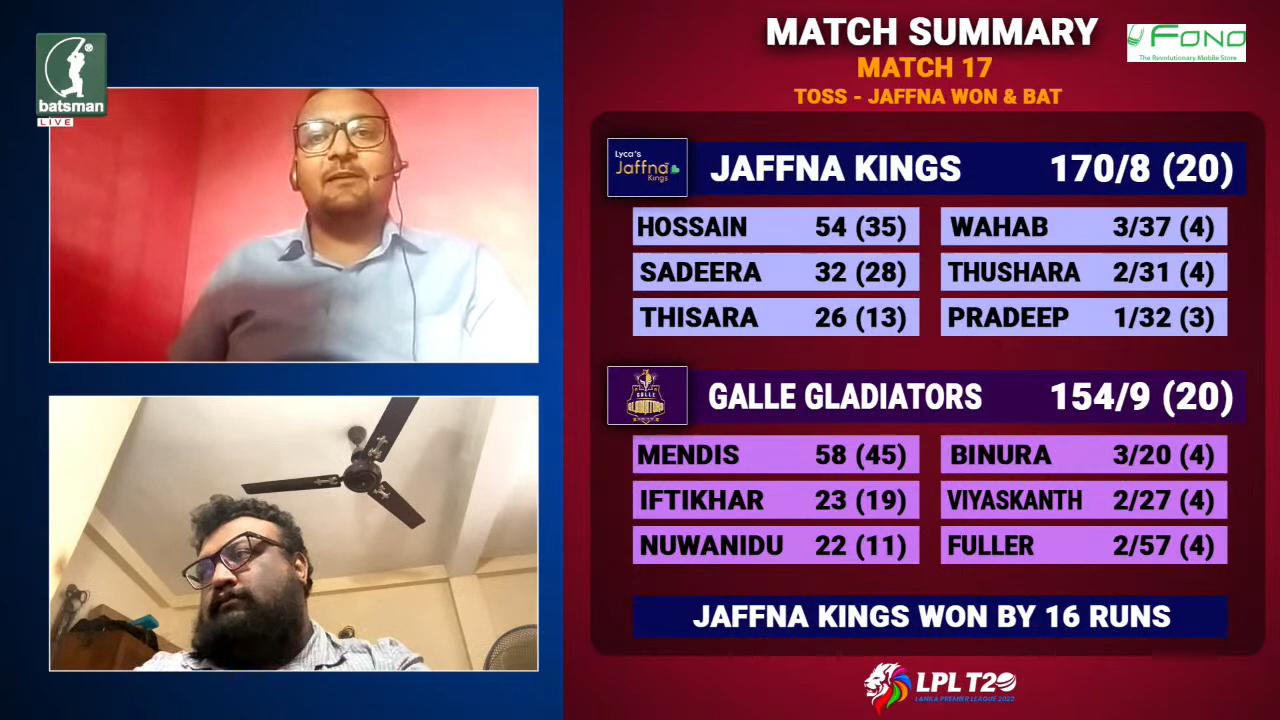 batsman
LIVE
MATCH SUMMARY
FONO
The Revolutionary Mobile Store
MATCH 17
TOSS - JAFFNA WON & BAT
Lyca's
Jaffna
Kings
JAFFNA KINGS 170/8 (20)
HOSSAIN 54 (35) WAHAB 3/37 (4)
SADEERA 32 (28) THUSHARA 2/31 (4)
THISARA 26 (13) PRADEEP 1/32 (3)
GALLE
GLADIATORS
GALLE GLADIATORS 154/9 (20)
MENDIS 58 (45) BINURA 3/20 (4)
IFTIKHAR 23 (19) VIYASKANTH 2/27 (4)
NUWANIDU 22 (11) FULLER 2/57 (4)
JAFFNA KINGS WON BY 16 RUNS
LPL T20
LANKA PREMIER LEAGUE 2022